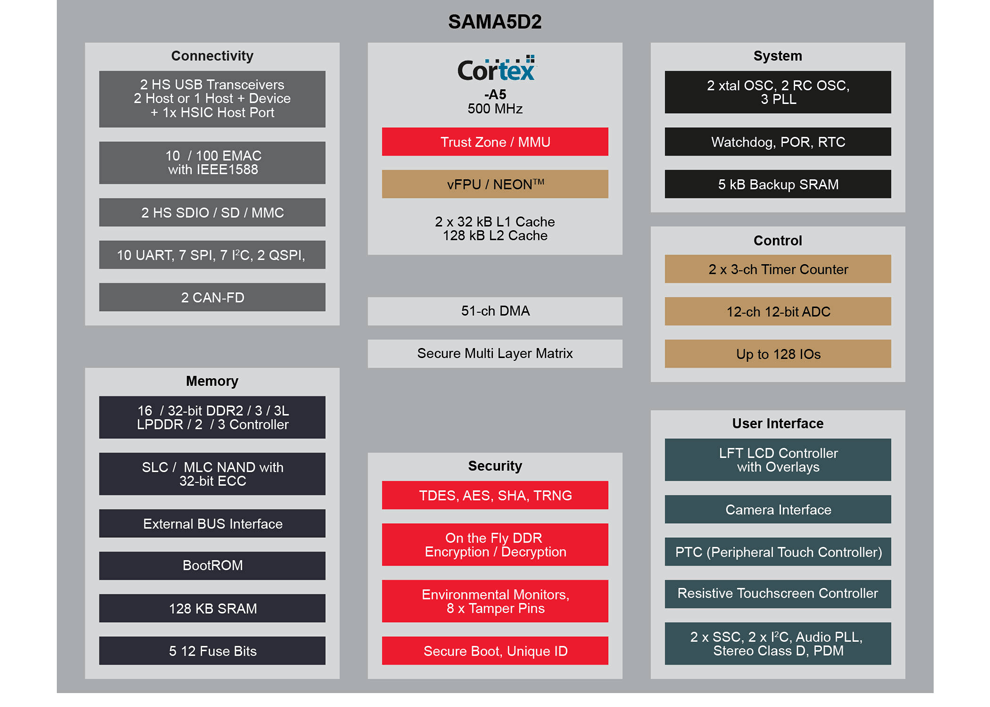 SAMA5D2
Connectivity
2 HS USB Transceivers
2 Host or 1 Host + Device
+ 1x HSIC Host Port
10 / 100 EMAC
with IEEE1588
2 HS SDIO / SD / MMC
10 UART, 7 SPI, 7 I²C, 2 QSPI,
2 CAN-FD
Memory
16 / 32-bit DDR2 / 3 / 3L
LPDDR / 2 / 3 Controller
SLC / MLC NAND with
32-bit ECC
External BUS Interface
BootROM
128 KB SRAM
5 12 Fuse Bits
Cortex
-A5
500 MHz
Trust Zone / MMU
vFPU / NEON™
2 x 32 kB L1 Cache
128 kB L2 Cache
51-ch DMA
Secure Multi Layer Matrix
Security
TDES, AES, SHA, TRNG
On the Fly DDR
Encryption / Decryption
Environmental Monitors,
8 x Tamper Pins
Secure Boot, Unique ID
System
2 xtal OSC, 2 RC OSC,
3 PLL
Watchdog, POR, RTC
5 kB Backup SRAM
Control
2 x 3-ch Timer Counter
12-ch 12-bit ADC
Up to 128 IOs
User Interface
LFT LCD Controller
with Overlays
Camera Interface
PTC (Peripheral Touch Controller)
Resistive Touchscreen Controller
2 x SSC, 2 x I²C, Audio PLL,
Stereo Class D, PDM